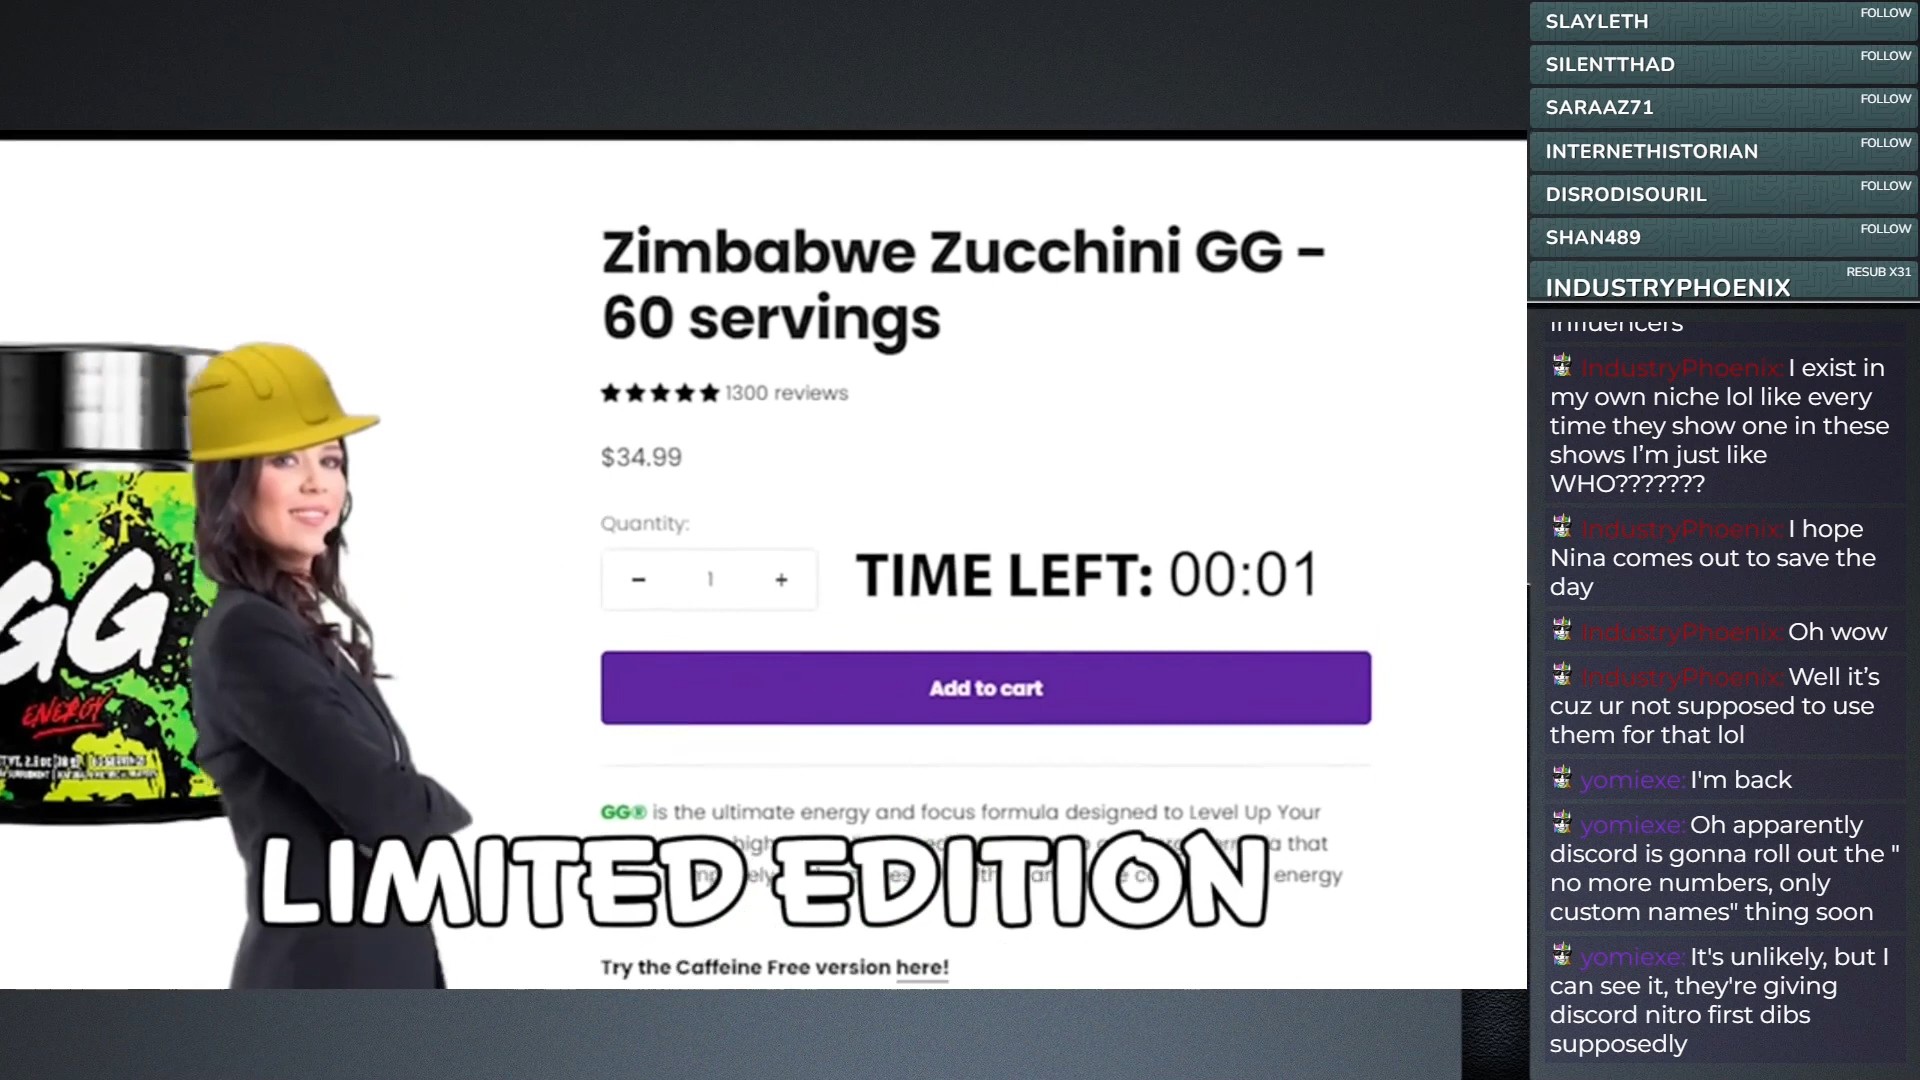 Zimbabwe Zucchini GG -
60 servings
1300 reviews
$34.99
Quantity:
- 1 +
TIME LEFT: 00:01
Add to cart
GG® is the ultimate energy and focus formula designed to Level Up Your
that
energy
LIMITED EDITION
Try the Caffeine Free version here!
GG
ENERGY
SLAYLETH FOLLOW
SILENTTHAD FOLLOW
SARAAZ71 FOLLOW
INTERNETHISTORIAN FOLLOW
DISRODISOURIL FOLLOW
SHAN489 FOLLOW
INDUSTRYPHOENIX RESUB X31
influencers
IndustryPhoenix: I exist in
my own niche lol like every
time they show one in these
shows I’m just like
WHO???????
IndustryPhoenix: I hope
Nina comes out to save the
day
IndustryPhoenix: Oh wow
IndustryPhoenix: Well it’s
cuz ur not supposed to use
them for that lol
yomiexe: I'm back
yomiexe: Oh apparently
discord is gonna roll out the "
no more numbers, only
custom names" thing soon
yomiexe: It's unlikely, but I
can see it, they're giving
discord nitro first dibs
supposedly